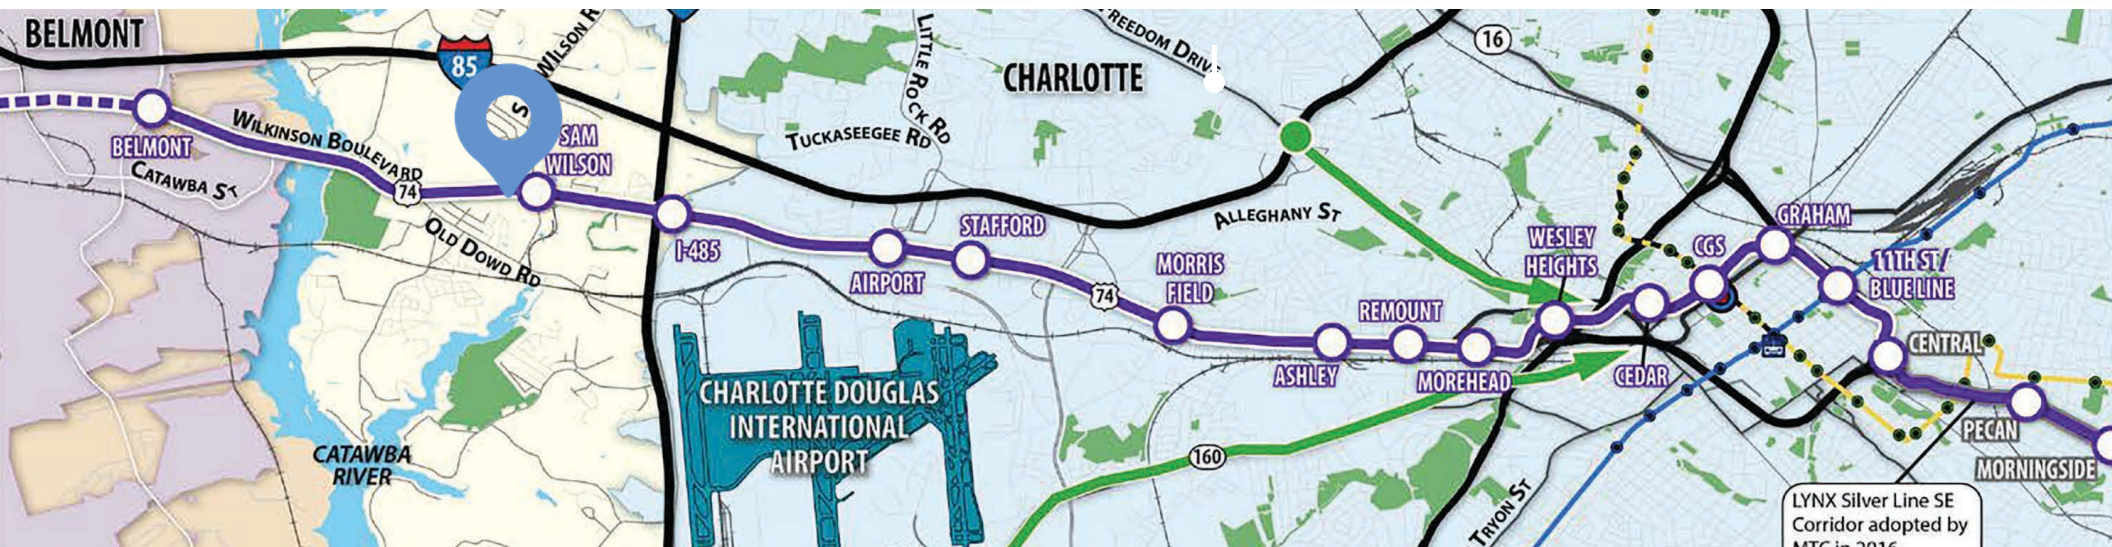 BELMONT
85
WILSON R
S
LITTLE ROCK RD
FREEDOM DRIVE
CHARLOTTE
16
TUCKASEEGEE RD
BELMONT
WILKINSON BOULEVARD
CATAWBA ST
74
SAM
WILSON
OLD DOWD RD
I-485
AIRPORT
STAFFORD
ALLEGHANY ST
74
MORRIS
FIELD
ASHLEY
REMOUNT
MOREHEAD
WESLEY
HEIGHTS
CEDAR
CGS
GRAHAM
11TH ST/
BLUE LINE
CENTRAL
PECAN
MORNINGSIDE
CHARLOTTE DOUGLAS
INTERNATIONAL
AIRPORT
CATAWBA
RIVER
160
TRYON ST
LYNX Silver Line SE
Corridor adopted by
MTC in 2016